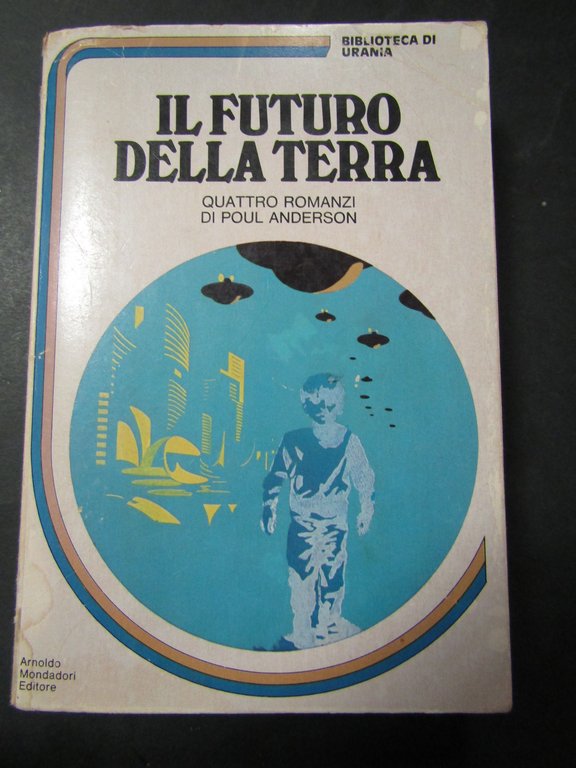 BIBLIOTECA DI
URANIA
IL FUTURO
DELLA TERRA
QUATTRO ROMANZI
DI POUL ANDERSON
Arnoldo
Mondadori
Editore